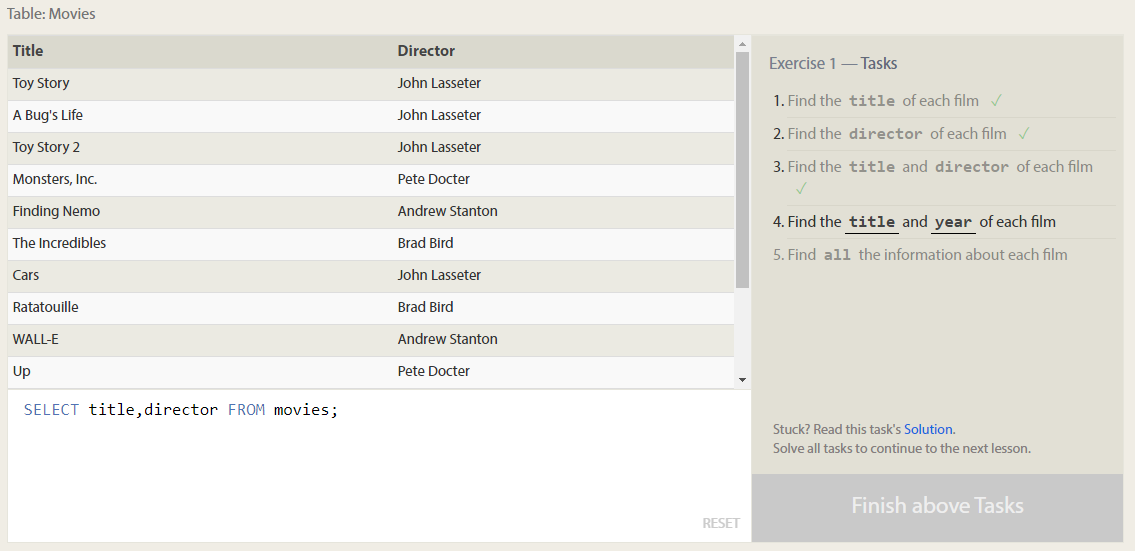 Table: Movies
Title Director
Toy Story John Lasseter
A Bug's Life John Lasseter
Toy Story 2 John Lasseter
Monsters, Inc. Pete Docter
Finding Nemo Andrew Stanton
The Incredibles Brad Bird
Cars John Lasseter
Ratatouille Brad Bird
WALL-E Andrew Stanton
Up Pete Docter
SELECT title,director FROM movies;
RESET
Exercise 1 — Tasks
1. Find the title of each film ✓
2. Find the director of each film ✓
3. Find the title and director of each film
✓
4. Find the title and year of each film
5. Find all the information about each film
Stuck? Read this task's Solution.
Solve all tasks to continue to the next lesson.
Finish above Tasks